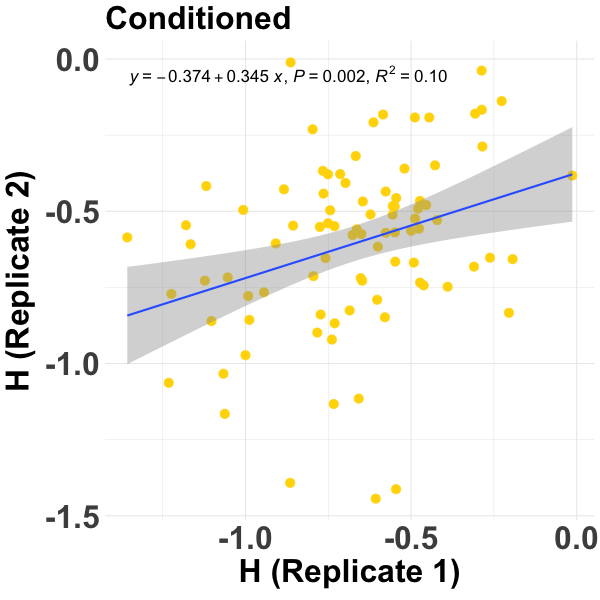 Conditioned
y = −0.374 + 0.345 x, P = 0.002, R² = 0.10
H (Replicate 2)
0.0
-0.5
-1.0
-1.5
-1.0 -0.5 0.0
H (Replicate 1)